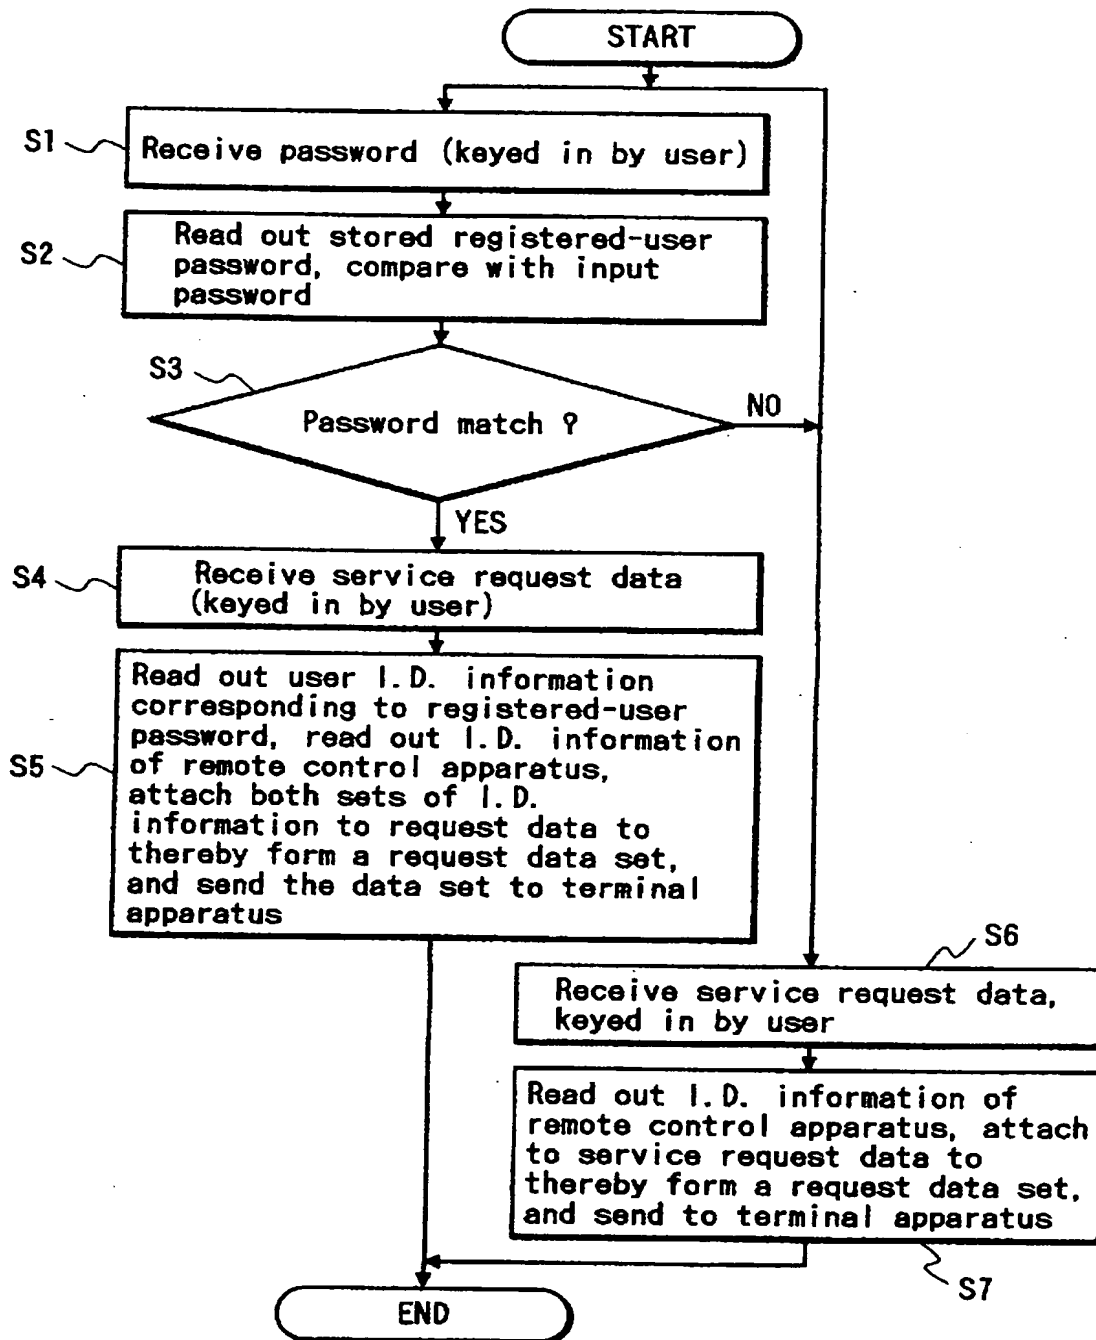 START
S1
Receive password (keyed in by user)
S2
Read out stored registered-user
password, compare with input
password
S3
Password match ?
NO
YES
S4
Receive service request data
(keyed in by user)
S5
Read out user I.D. information
corresponding to registered-user
password, read out I.D. information
of remote control apparatus,
attach both sets of I.D.
information to request data to
thereby form a request data set,
and send the data set to terminal
apparatus
S6
Receive service request data,
keyed in by user
Read out I.D. information of
remote control apparatus, attach
to service request data to
thereby form a request data set,
and send to terminal apparatus
S7
END